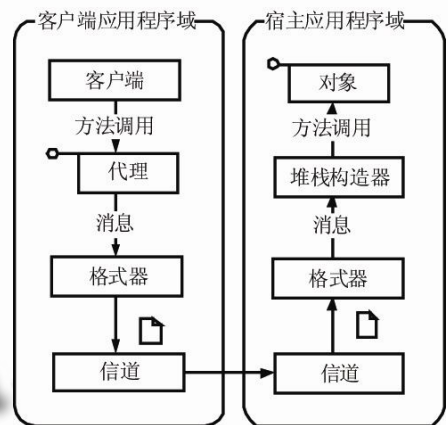 客户端应用程序域
客户端
方法调用
代理
消息
格式器
信道
宿主应用程序域
对象
方法调用
堆栈构造器
消息
格式器
信道